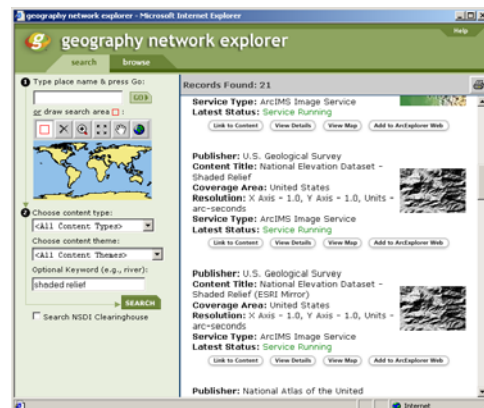 geography network explorer - Microsoft Internet Explorer
geography network explorer
Help
search
browse
1 Type place name & press Go:
GO
or draw search area :
2 Choose content type:
<All Content Types>
Choose content theme:
<All Content Themes>
Optional Keyword (e.g., river):
shaded relief
SEARCH
Search NSDI Clearinghouse
Records Found: 21
Service Type: ArcIMS Image Service
Latest Status: Service Running
Link to Content View Details View Map Add to ArcExplorer Web
Publisher: U.S. Geological Survey
Content Title: National Elevation Dataset -
Shaded Relief
Coverage Area: United States
Resolution: X Axis - 1.0, Y Axis - 1.0, Units -
arc-seconds
Service Type: ArcIMS Image Service
Latest Status: Service Running
Link to Content View Details View Map Add to ArcExplorer Web
Publisher: U.S. Geological Survey
Content Title: National Elevation Dataset -
Shaded Relief (ESRI Mirror)
Coverage Area: United States
Resolution: X Axis - 1.0, Y Axis - 1.0, Units -
arc-seconds
Service Type: ArcIMS Image Service
Latest Status: Service Running
Link to Content View Details View Map Add to ArcExplorer Web
Publisher: National Atlas of the United
Internet